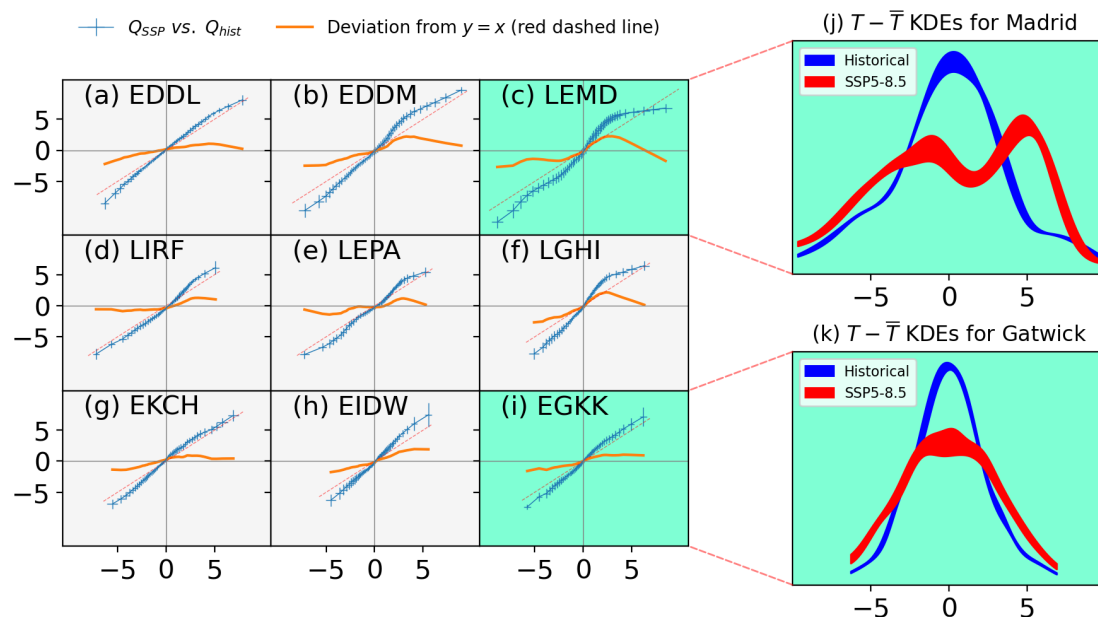 Q_SSP vs. Q_hist
Deviation from y = x (red dashed line)
(a) EDDL
(b) EDDM
(c) LEMD
5
0
−5
(d) LIRF
(e) LEPA
(f) LGHI
5
0
−5
(g) EKCH
(h) EIDW
(i) EGKK
5
0
−5
−5 0 5
−5 0 5
−5 0 5
(j) T − T̅ KDEs for Madrid
Historical
SSP5-8.5
−5 0 5
(k) T − T̅ KDEs for Gatwick
Historical
SSP5-8.5
−5 0 5